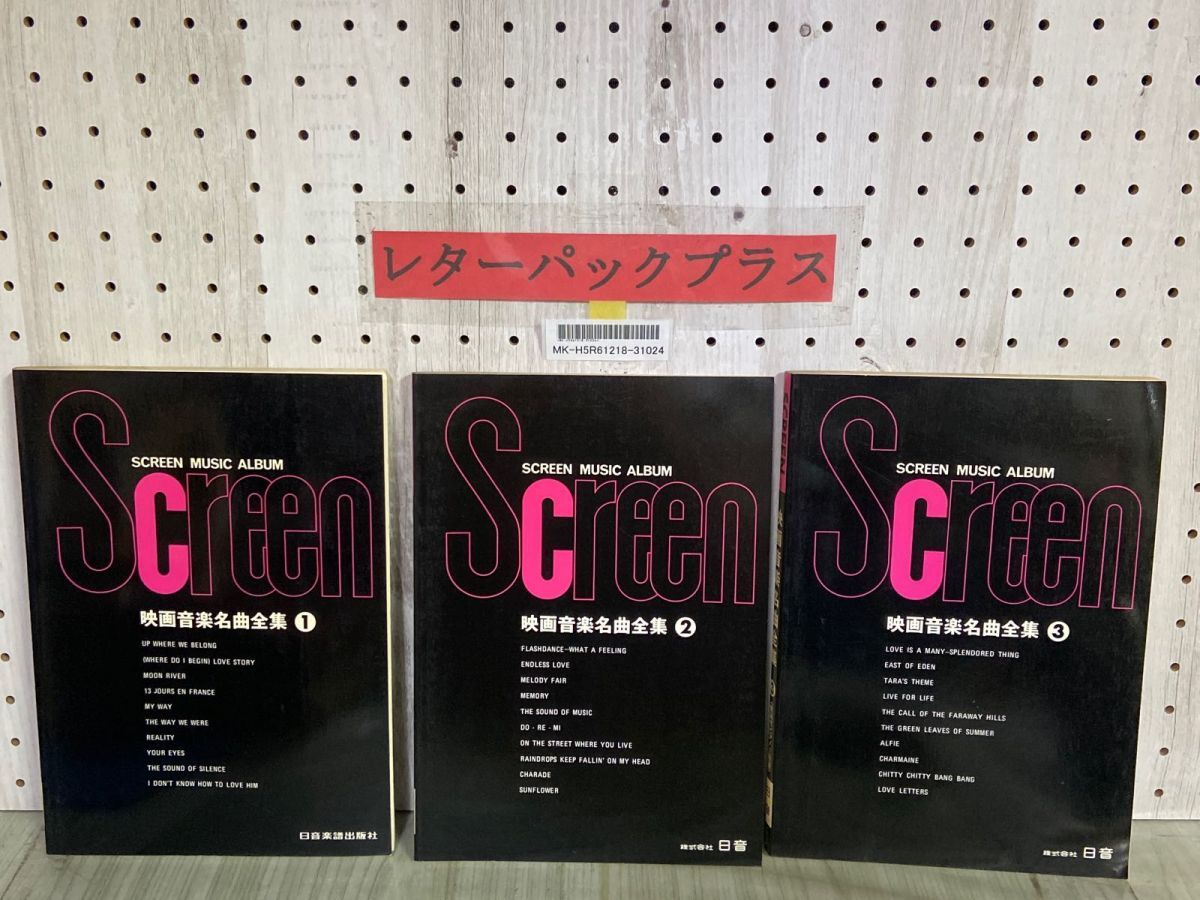 レターパックプラス
MK-H5R61218-31024
SCREEN MUSIC ALBUM
Screen
映画音楽名曲全集 1
UP WHERE WE BELONG
(WHERE DO I BEGIN) LOVE STORY
MOON RIVER
13 JOURS EN FRANCE
MY WAY
THE WAY WE WERE
REALITY
YOUR EYES
THE SOUND OF SILENCE
I DON'T KNOW HOW TO LOVE HIM
日音楽譜出版社
SCREEN MUSIC ALBUM
Screen
映画音楽名曲全集 2
FLASHDANCE-WHAT A FEELING
ENDLESS LOVE
MELODY FAIR
MEMORY
THE SOUND OF MUSIC
DO・RE・MI
ON THE STREET WHERE YOU LIVE
RAINDROPS KEEP FALLIN' ON MY HEAD
CHARADE
SUNFLOWER
株式会社 日音
SCREEN
SCREEN MUSIC ALBUM
Screen
映画音楽名曲全集 3
LOVE IS A MANY-SPLENDORED THING
EAST OF EDEN
TARA'S THEME
LIVE FOR LIFE
THE CALL OF THE FARAWAY HILLS
THE GREEN LEAVES OF SUMMER
ALFIE
CHARMAINE
CHITTY CHITTY BANG BANG
LOVE LETTERS
株式会社 日音